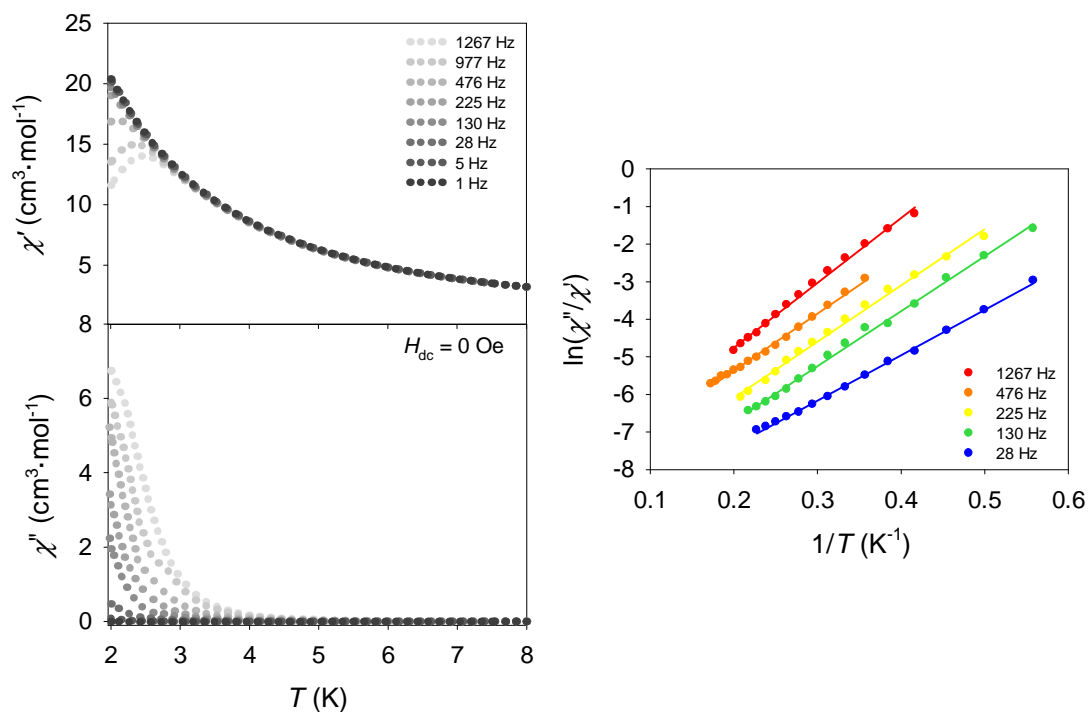 25
20
15
10
5
8
χ′ (cm³·mol⁻¹)
1267 Hz
977 Hz
476 Hz
225 Hz
130 Hz
28 Hz
5 Hz
1 Hz
H_dc = 0 Oe
6
4
2
0
χ″ (cm³·mol⁻¹)
2 3 4 5 6 7 8
T (K)
0
-1
-2
-3
-4
-5
-6
-7
-8
ln(χ″/χ′)
1267 Hz
476 Hz
225 Hz
130 Hz
28 Hz
0.1 0.2 0.3 0.4 0.5 0.6
1/T (K⁻¹)